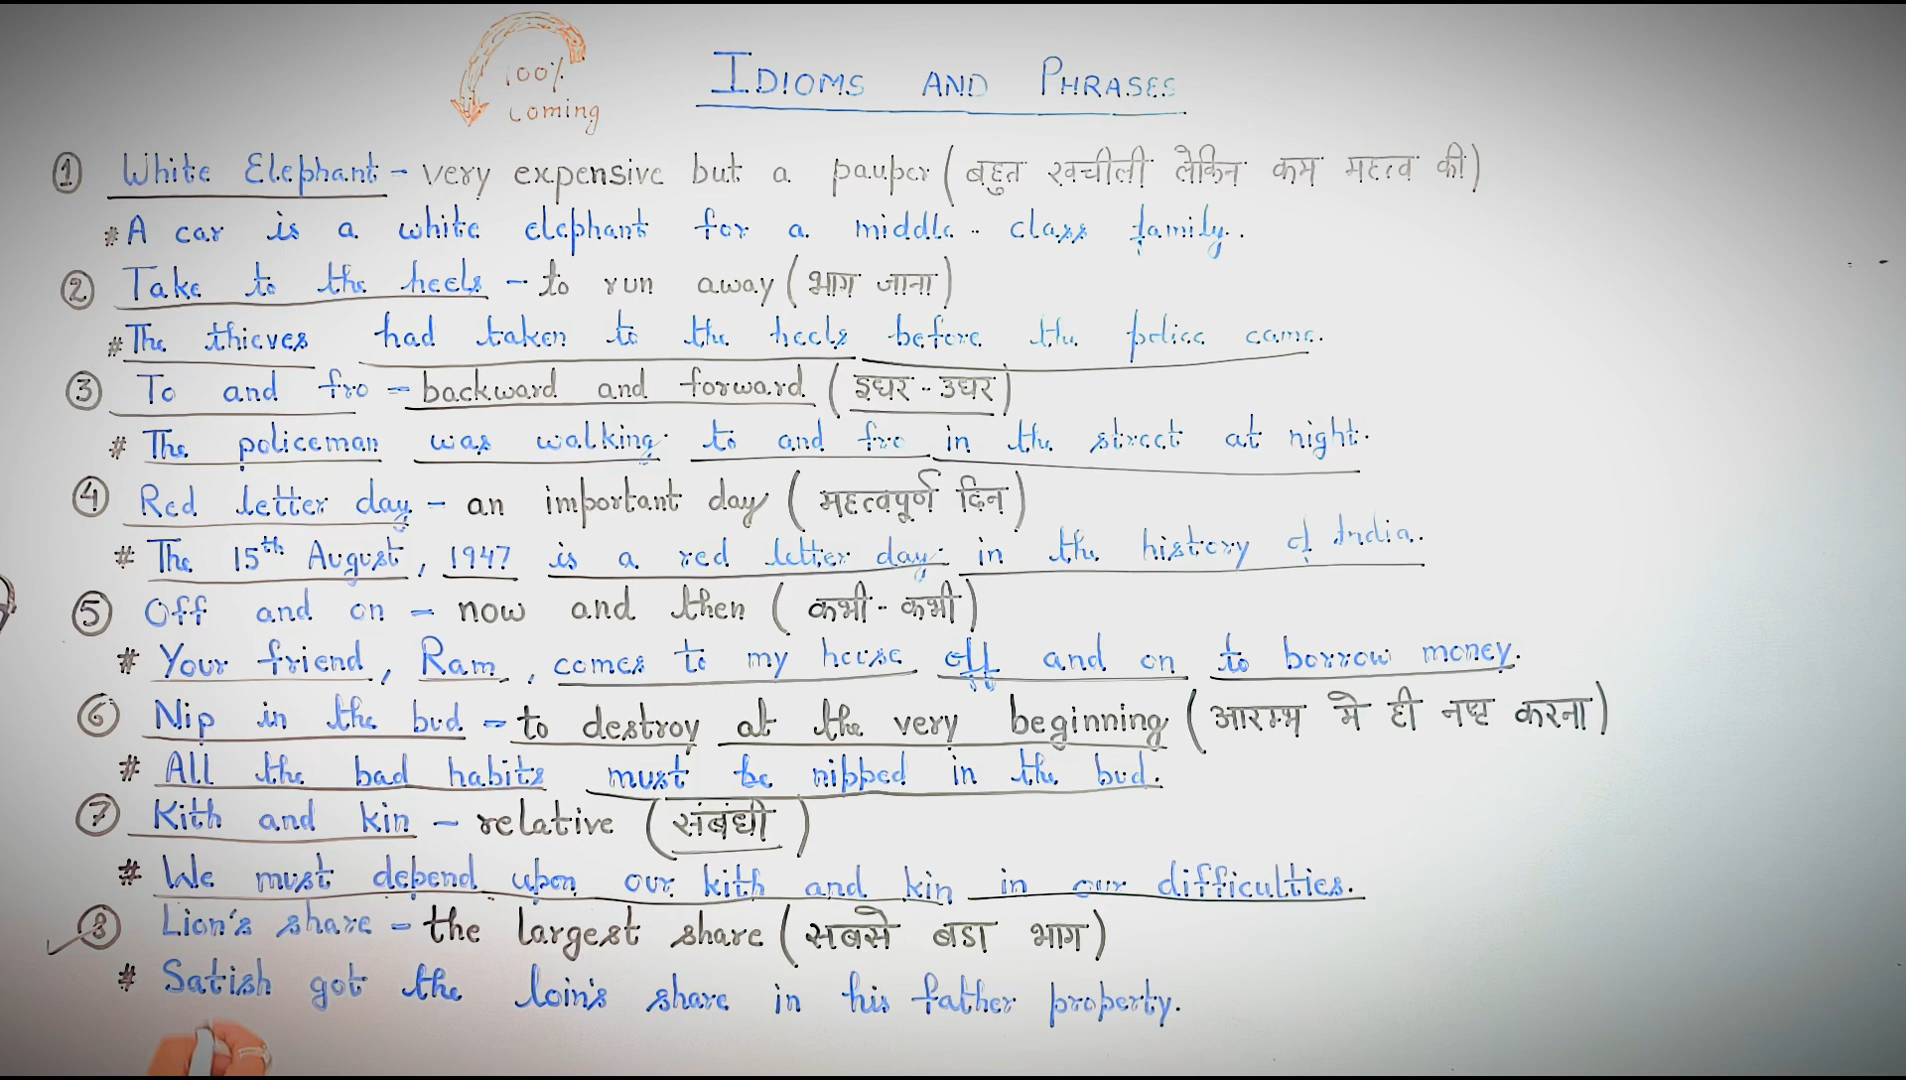 100%
coming
IDIOMS AND PHRASES
① White Elephant - very expensive but a pauper (बहुत खर्चीली लेकिन कम महत्व की)
# A car is a white elephant for a middle-class family.
② Take to the heels - to run away (भाग जाना)
# The thieves had taken to the heels before the police came.
③ To and fro - backward and forward (इधर-उधर)
# The policeman was walking to and fro in the street at night.
④ Red letter day - an important day (महत्वपूर्ण दिन)
# The 15th August, 1947 is a red letter day in the history of India.
⑤ Off and on - now and then (कभी-कभी)
# Your friend, Ram, comes to my house off and on to borrow money.
⑥ Nip in the bud - to destroy at the very beginning (आरम्भ मे ही नष्ट करना)
# All the bad habits must be nipped in the bud.
⑦ Kith and kin - relative (संबंधी)
# We must depend upon our kith and kin in our difficulties.
⑧ Lion's share - the largest share (सबसे बडा भाग)
# Satish got the loin's share in his father property.